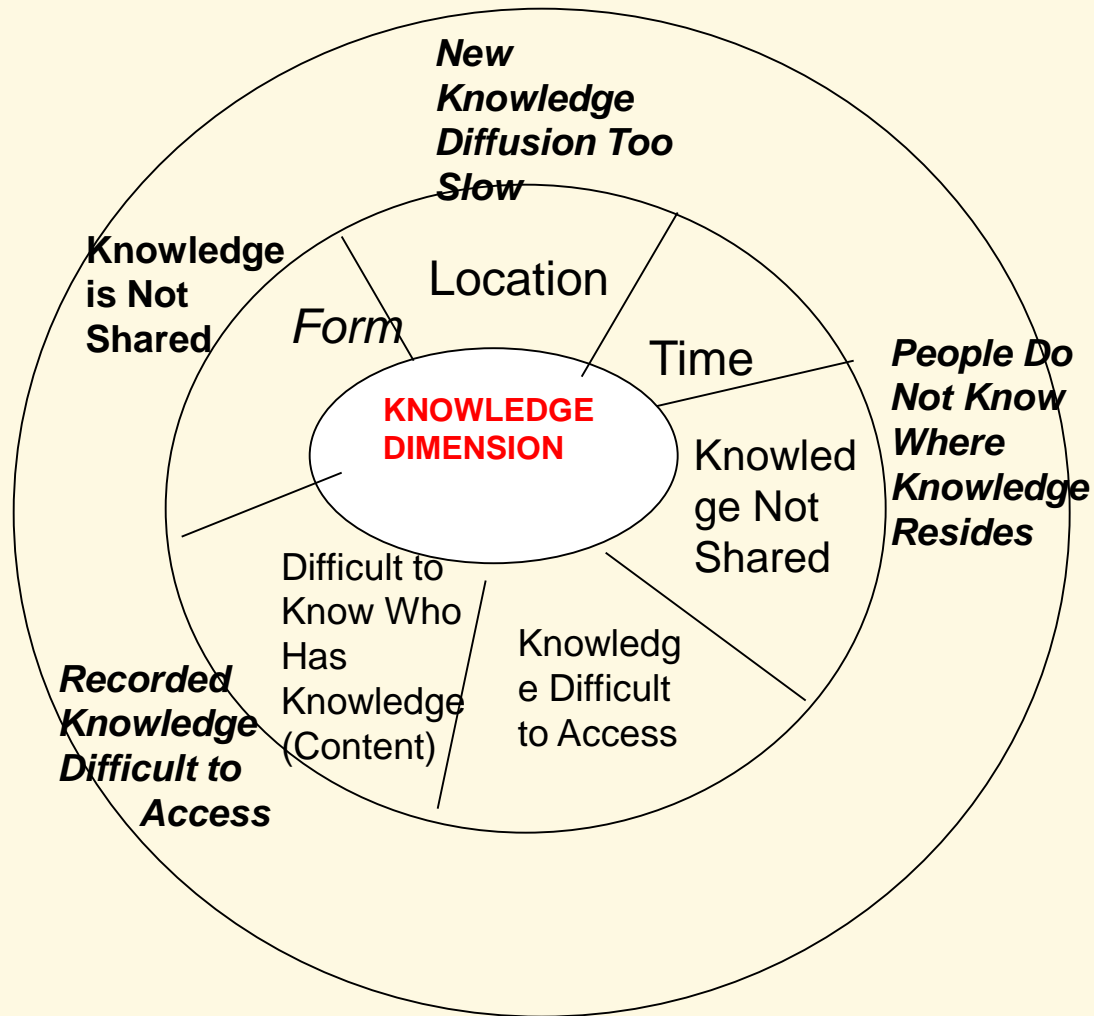 New
Knowledge
Diffusion Too
Slow
Knowledge
is Not
Shared
Location
Form
Time
People Do
Not Know
Where
Knowledge
Resides
KNOWLEDGE
DIMENSION
Knowled
ge Not
Shared
Difficult to
Know Who
Has
Knowledge
(Content)
Knowledg
e Difficult
to Access
Recorded
Knowledge
Difficult to
Access